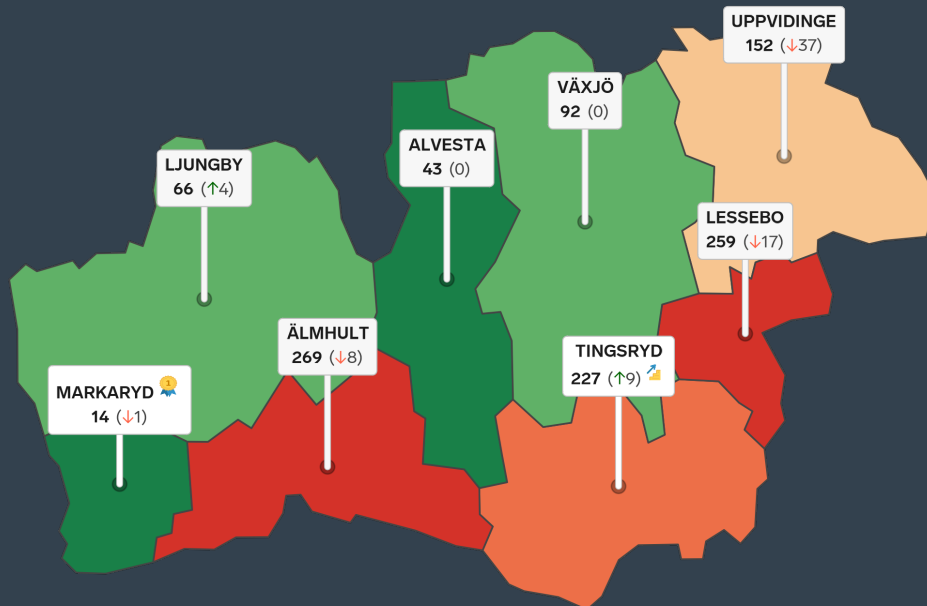 UPPVIDINGE
152 (↓37)
VÄXJÖ
92 (0)
ALVESTA
43 (0)
LJUNGBY
66 (↑4)
LESSEBO
259 (↓17)
ÄLMHULT
269 (↓8)
TINGSRYD
227 (↑9)
MARKARYD 1
14 (↓1)